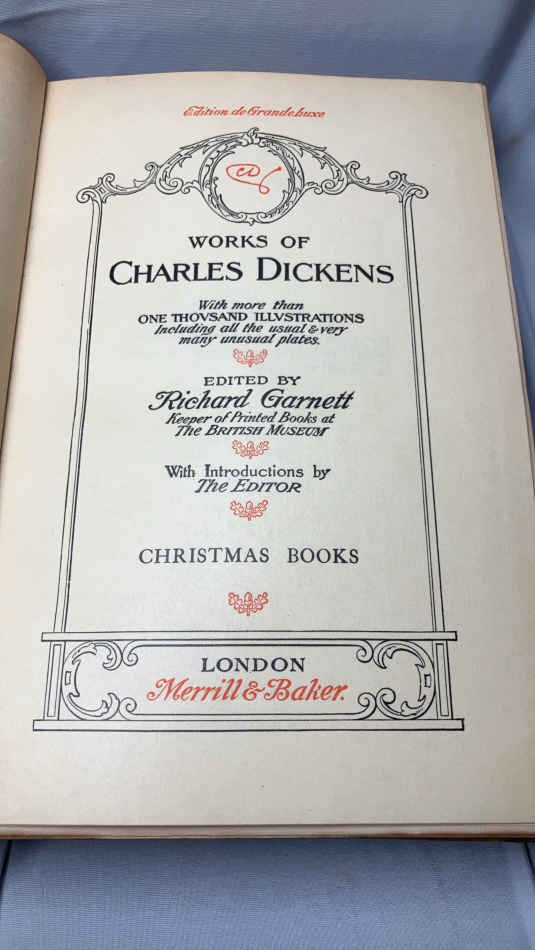 Edition de Grande luxe
CD
WORKS OF
CHARLES DICKENS
With more than
ONE THOVSAND ILLVSTRATIONS
Including all the usual & very
many unusual plates.
EDITED BY
Richard Garnett
Keeper of Printed Books at
The BRITISH MUSEUM
With Introductions by
The EDITOR
CHRISTMAS BOOKS
LONDON
Merrill & Baker.